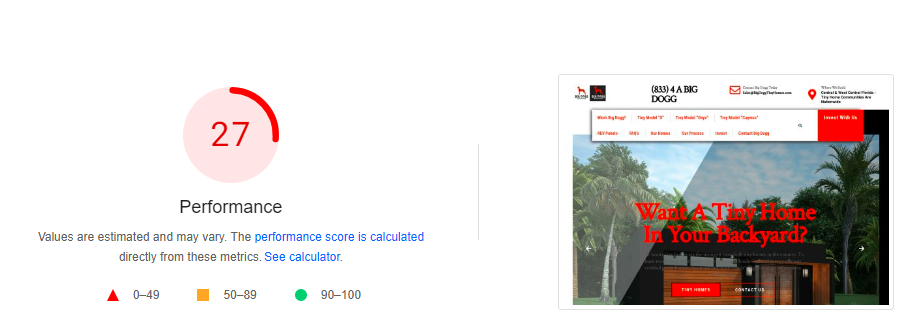 27
Performance
Values are estimated and may vary. The performance score is calculated
directly from these metrics. See calculator.
0–49
50–89
90–100
(833) 4 A BIG
DOGG
Contact Big Dogg Today
Sales@BigDoggTinyHomes.com
Where We Build
Central & West Central Florida -
Tiny Home Communities Are
Nationwide
Which Big Dogg?
Tiny Model "X"
Tiny Model "Onyx"
Tiny Model "Cayman"
Invest With Us
FAQ's
Our Homes
Our Process
Invest
Contact Big Dogg
Want A Tiny Home
In Your Backyard?
TINY HOMES
CONTACT US